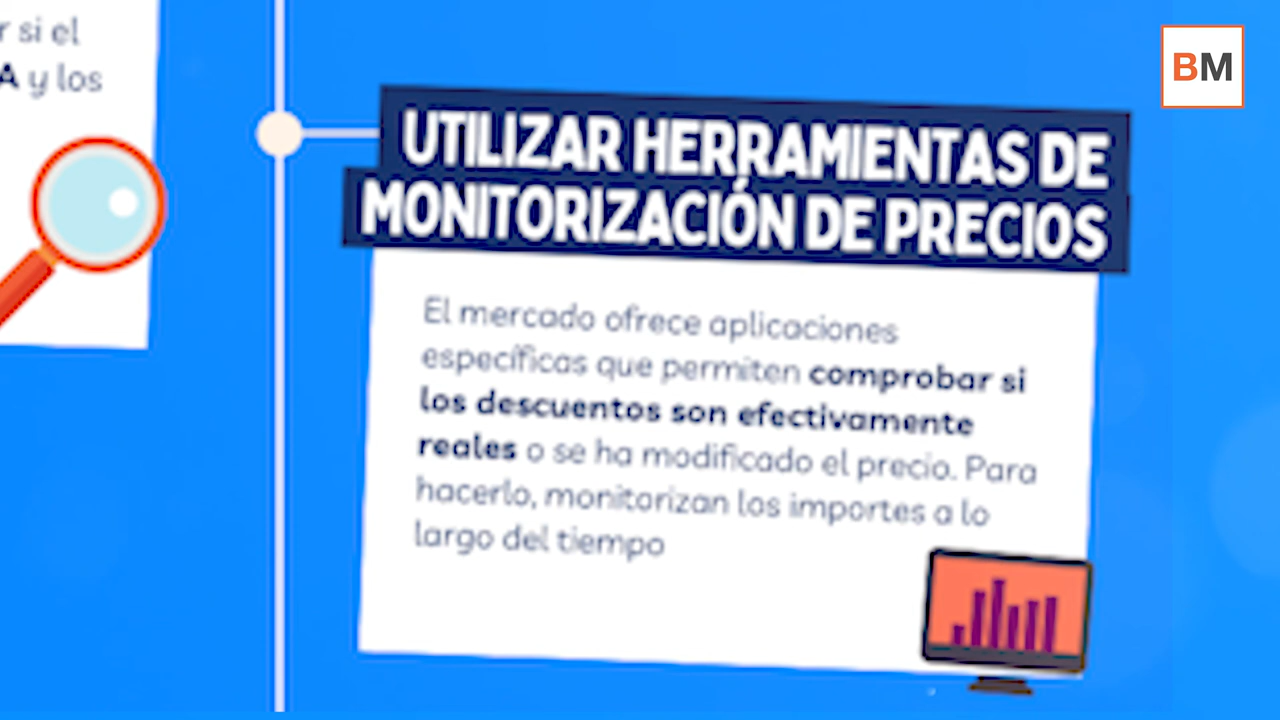 r si el
A y los
BM
UTILIZAR HERRAMIENTAS DE
MONITORIZACIÓN DE PRECIOS
El mercado ofrece aplicaciones
específicas que permiten comprobar si
los descuentos son efectivamente
reales o se ha modificado el precio. Para
hacerlo, monitorizan los importes a lo
largo del tiempo